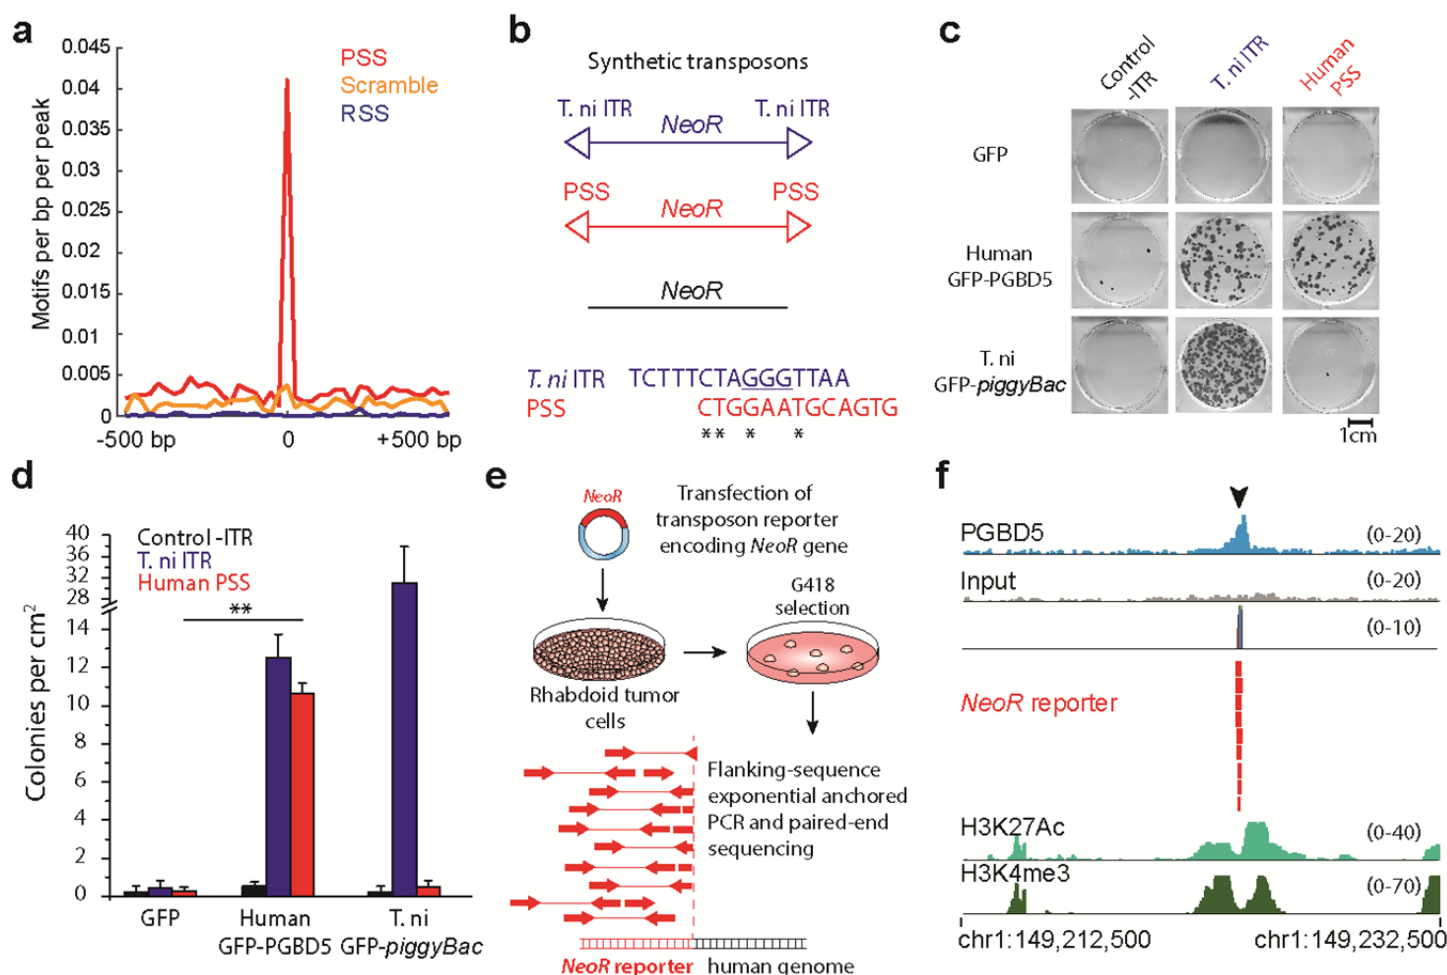 a
0.045
0.04
0.035
0.03
0.025
0.02
0.015
0.01
0.005
0
Motifs per bp per peak
PSS
Scramble
RSS
-500 bp
0
+500 bp
b
Synthetic transposons
T. ni ITR
T. ni ITR
NeoR
PSS
PSS
NeoR
NeoR
T. ni ITR TCTTTCTAGGGTTAA
PSS CTGGAATGCAGTG
** * *
c
Control
-ITR
T. ni ITR
Human
PSS
GFP
Human
GFP-PGBD5
T. ni
GFP-piggyBac
1cm
d
40
36
32
28
14
12
10
8
6
4
2
0
Colonies per cm2
Control -ITR
T. ni ITR
Human PSS
**
GFP
Human
GFP-PGBD5
T. ni
GFP-piggyBac
e
NeoR
Transfection of
transposon reporter
encoding NeoR gene
G418
selection
Rhabdoid tumor
cells
Flanking-sequence
exponential anchored
PCR and paired-end
sequencing
NeoR reporter
human genome
f
PGBD5
(0-20)
Input
(0-20)
(0-10)
NeoR reporter
H3K27Ac
(0-40)
H3K4me3
(0-70)
chr1:149,212,500
chr1:149,232,500